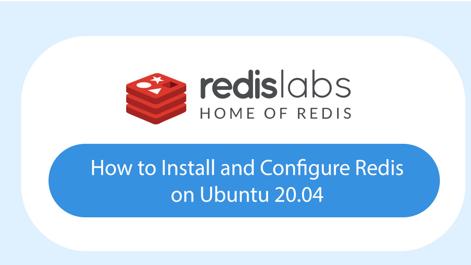 redislabs
HOME OF REDIS
How to Install and Configure Redis
on Ubuntu 20.04